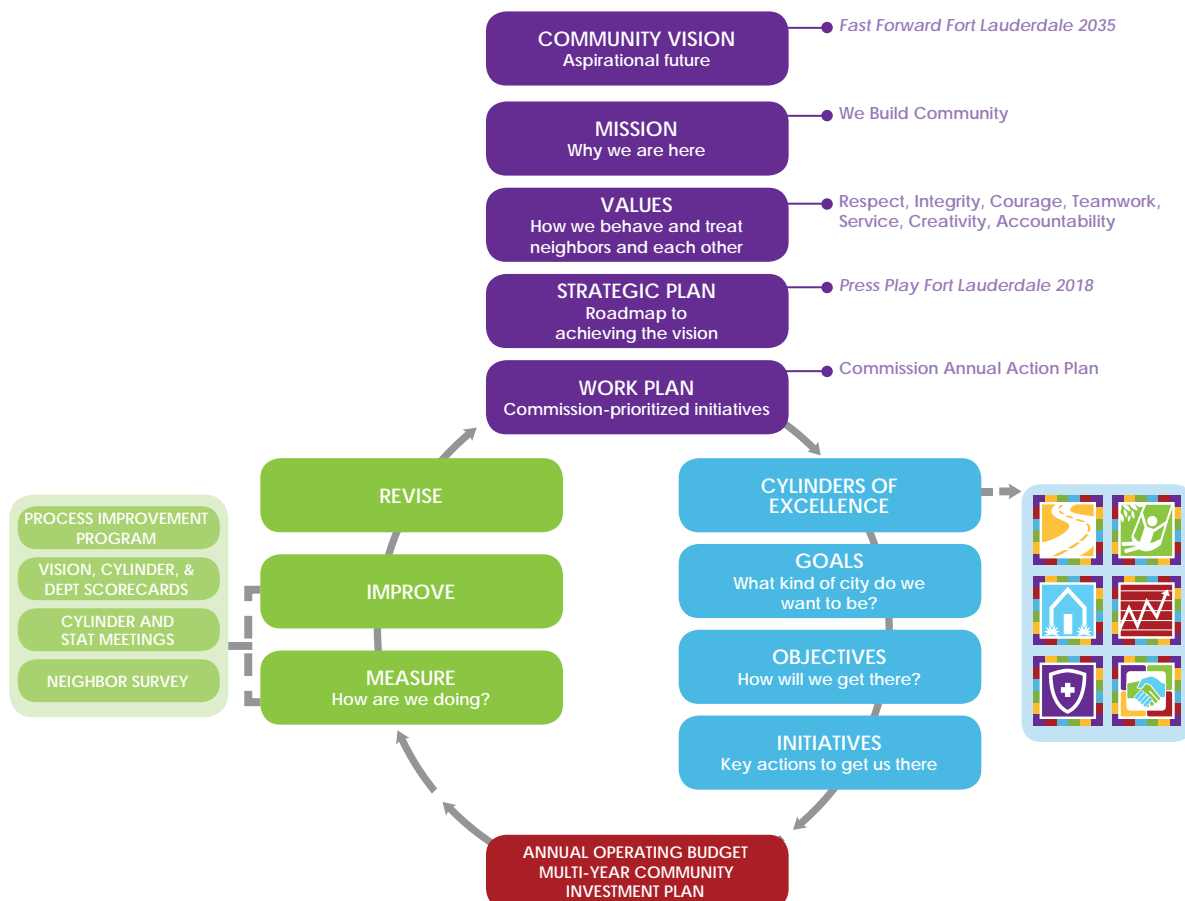 COMMUNITY VISION
Aspirational future
Fast Forward Fort Lauderdale 2035
MISSION
Why we are here
We Build Community
VALUES
How we behave and treat
neighbors and each other
Respect, Integrity, Courage, Teamwork,
Service, Creativity, Accountability
STRATEGIC PLAN
Roadmap to
achieving the vision
Press Play Fort Lauderdale 2018
WORK PLAN
Commission-prioritized initiatives
Commission Annual Action Plan
CYLINDERS OF
EXCELLENCE
GOALS
What kind of city do we
want to be?
OBJECTIVES
How will we get there?
INITIATIVES
Key actions to get us there
ANNUAL OPERATING BUDGET
MULTI-YEAR COMMUNITY
INVESTMENT PLAN
REVISE
IMPROVE
MEASURE
How are we doing?
PROCESS IMPROVEMENT
PROGRAM
VISION, CYLINDER, &
DEPT SCORECARDS
CYLINDER AND
STAT MEETINGS
NEIGHBOR SURVEY